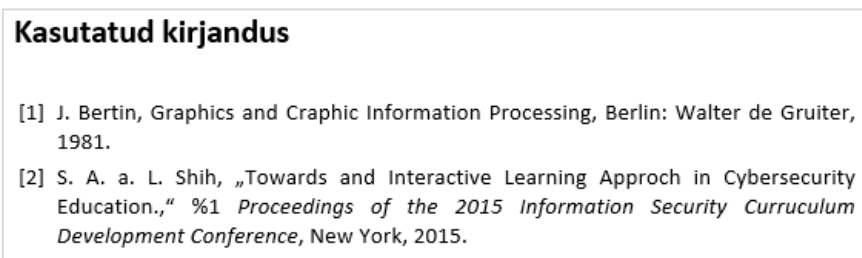 Kasutatud kirjandus
[1] J. Bertin, Graphics and Craphic Information Processing, Berlin: Walter de Gruiter,
1981.
[2] S. A. a. L. Shih, „Towards and Interactive Learning Approch in Cybersecurity
Education.,“ %1 Proceedings of the 2015 Information Security Curruculum
Development Conference, New York, 2015.